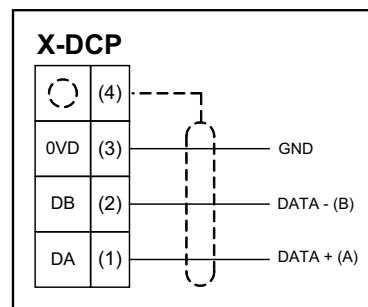 X-DCP
(4)
0VD (3) GND
DB (2) DATA - (B)
DA (1) DATA + (A)